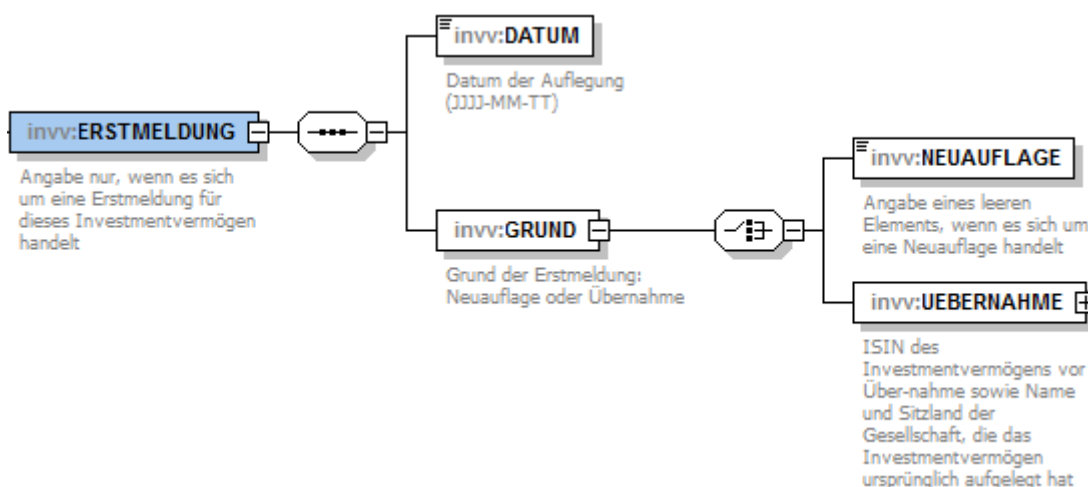 invv:DATUM
Datum der Auflegung
(JJJJ-MM-TT)
invv:ERSTMELDUNG
Angabe nur, wenn es sich
um eine Erstmeldung für
dieses Investmentvermögen
handelt
invv:GRUND
Grund der Erstmeldung:
Neuauflage oder Übernahme
invv:NEUAUFLAGE
Angabe eines leeren
Elements, wenn es sich um
eine Neuauflage handelt
invv:UEBERNAHME
ISIN des
Investmentvermögens vor
Über-nahme sowie Name
und Sitzland der
Gesellschaft, die das
Investmentvermögen
ursprünglich aufgelegt hat